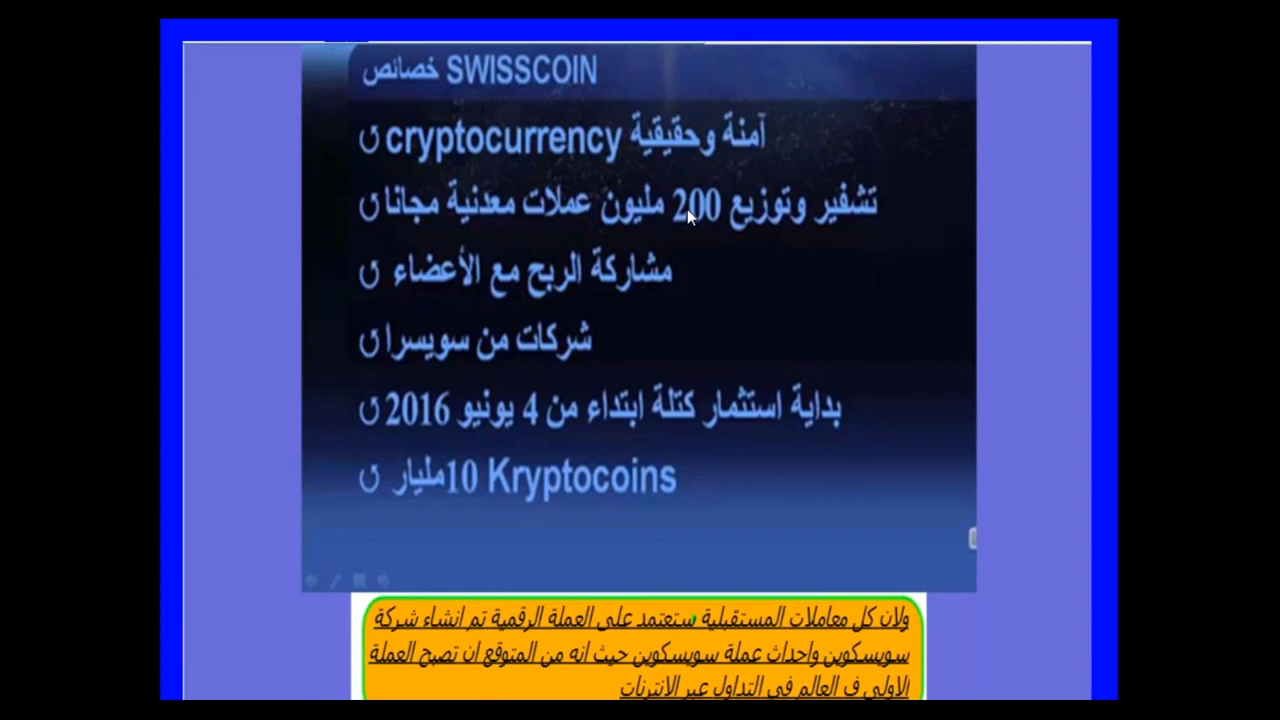 خصائص SWISSCOIN
آمنة وحقيقية cryptocurrency
تشفير وتوزيع 200 مليون عملات معدنية مجانا
مشاركة الربح مع الأعضاء
شركات من سويسرا
بداية استثمار كتلة ابتداء من 4 يونيو 2016
10مليار Kryptocoins
ولان كل معاملات المستقبلية ستعتمد على العملة الرقمية تم انشاء شركة
سويسكوين واحداث عملة سويسكوين حيث انه من المتوقع ان تصبح العملة
الاولى ف العالم في التداول عبر الانترنات